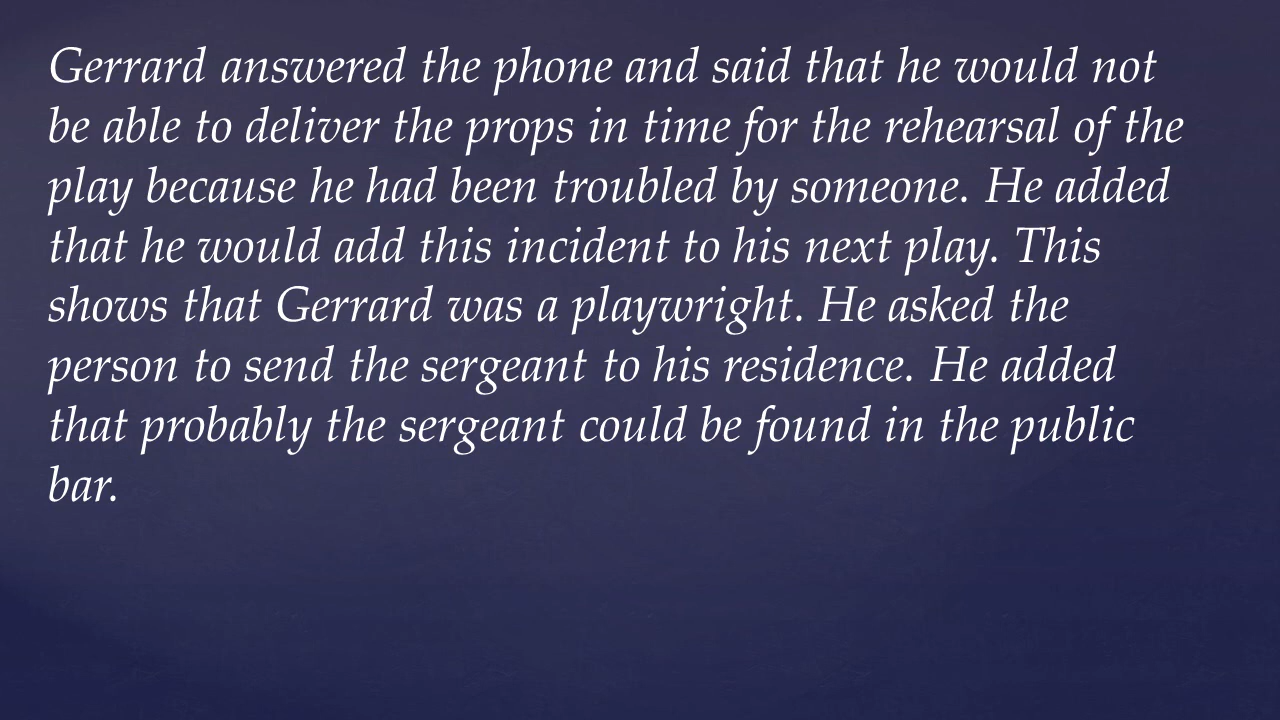 Gerrard answered the phone and said that he would not
be able to deliver the props in time for the rehearsal of the
play because he had been troubled by someone. He added
that he would add this incident to his next play. This
shows that Gerrard was a playwright. He asked the
person to send the sergeant to his residence. He added
that probably the sergeant could be found in the public
bar.